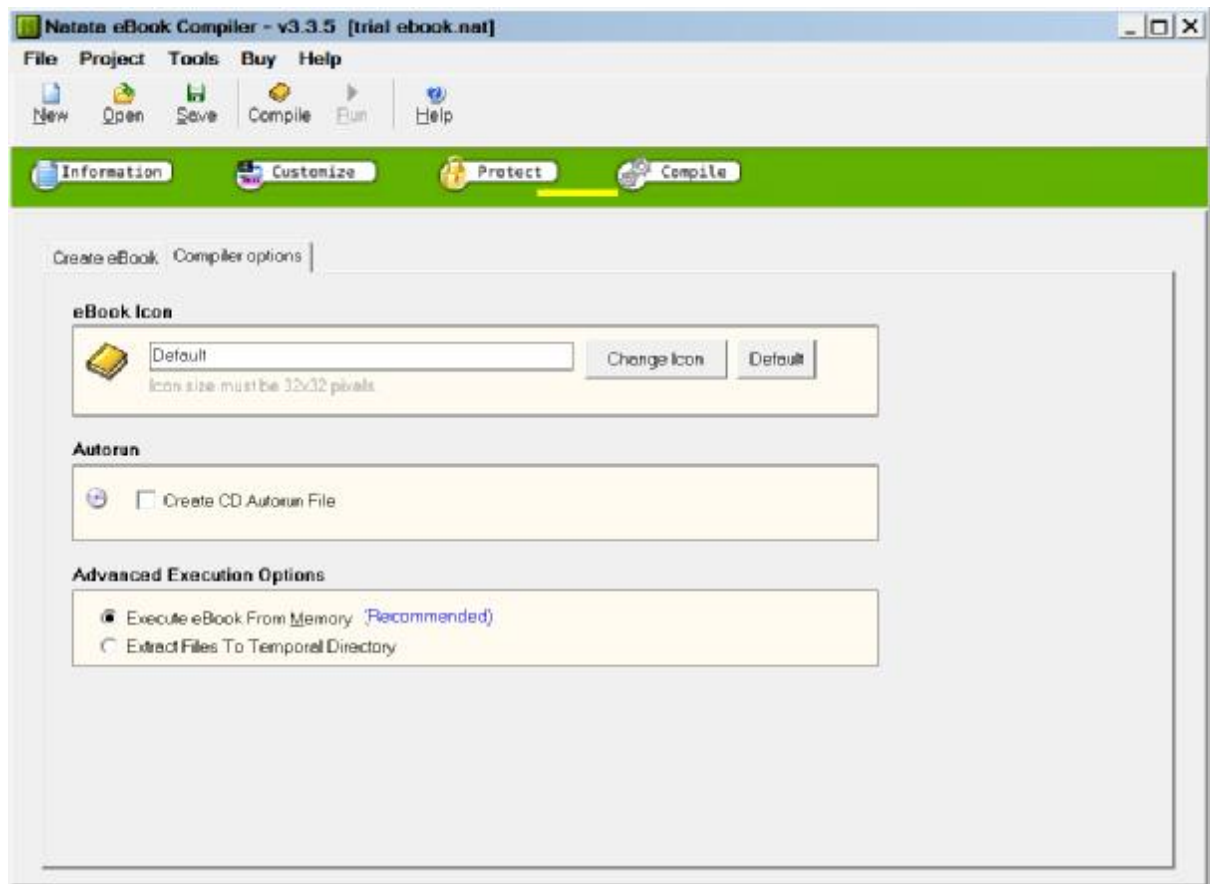 Natata eBook Compiler - v3.3.5 [trial ebook.nat]
File Project Tools Buy Help
New Open Save Compile Run Help
Information Customize Protect Compile
Create eBook Compiler options
eBook Icon
Default Change Icon Default
Icon size must be 32x32 pixels
Autorun
Create CD Autorun File
Advanced Execution Options
Execute eBook From Memory (Recommended)
Extract Files To Temporal Directory